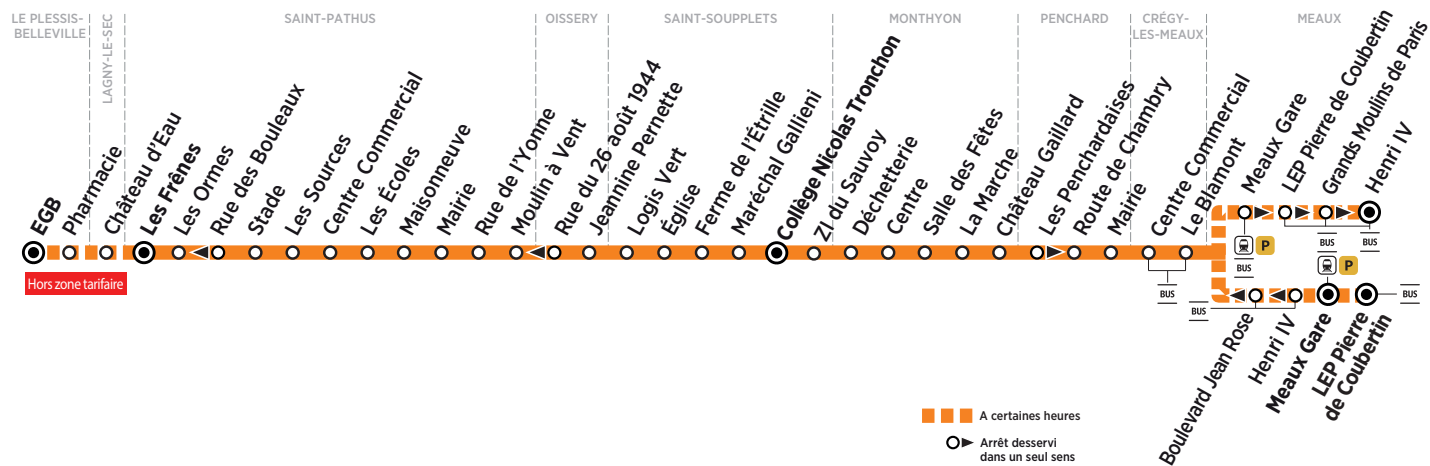 LE PLESSIS-
BELLEVILLE
LAGNY-LE-SEC
SAINT-PATHUS
OISSERY
SAINT-SOUPPLETS
MONTHYON
PENCHARD
CRÉGY-
LES-MEAUX
MEAUX
EGB
Pharmacie
Château d'Eau
Les Frênes
Les Ormes
Rue des Bouleaux
Stade
Les Sources
Centre Commercial
Les Écoles
Maisonneuve
Mairie
Rue de l'Yonne
Moulin à Vent
Rue du 26 août 1944
Jeannine Pernette
Logis Vert
Église
Ferme de l'Étrille
Maréchal Gallieni
Collège Nicolas Tronchon
ZI du Sauvoy
Déchetterie
Centre
Salle des Fêtes
La Marche
Château Gaillard
Les Penchardaises
Route de Chambry
Mairie
Centre Commercial
Le Blamont
Meaux Gare
LEP Pierre de Coubertin
Grands Moulins de Paris
Henri IV
Hors zone tarifaire
P
BUS
BUS
BUS
P
BUS
BUS
BUS
BUS
Boulevard Jean Rose
Henri IV
Meaux Gare
LEP Pierre
de Coubertin
A certaines heures
Arrêt desservi
dans un seul sens